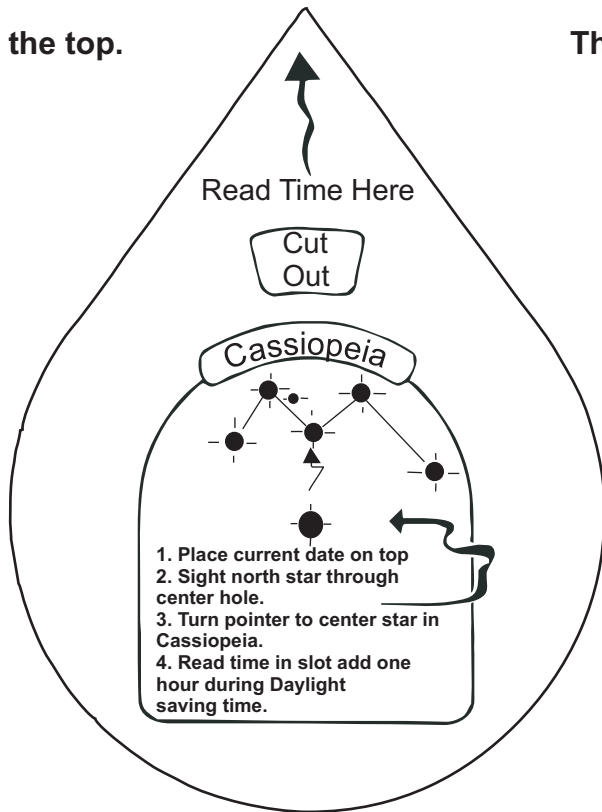 the top.
Th
Read Time Here
Cut
Out
Cassiopeia
1. Place current date on top
2. Sight north star through
center hole.
3. Turn pointer to center star in
Cassiopeia.
4. Read time in slot add one
hour during Daylight
saving time.